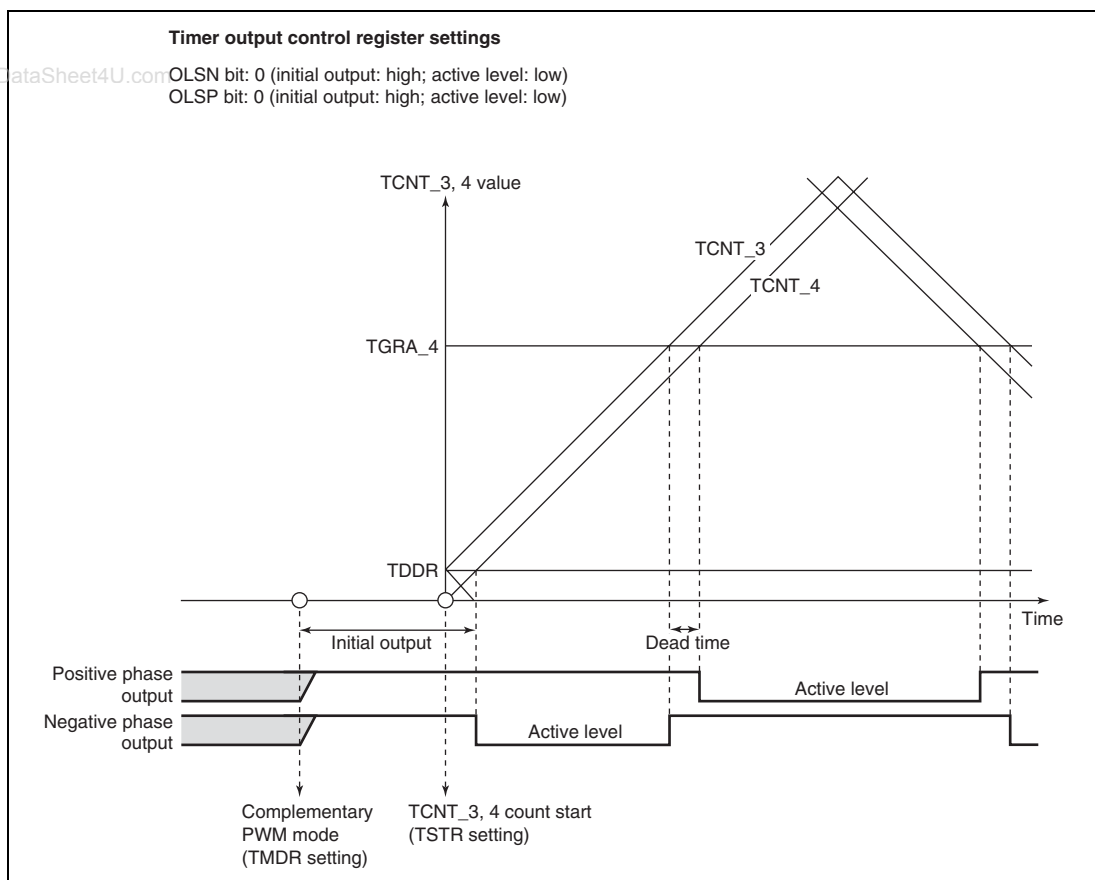 Timer output control register settings
DataSheet4U.com
OLSN bit: 0 (initial output: high; active level: low)
OLSP bit: 0 (initial output: high; active level: low)
TCNT_3, 4 value
TCNT_3
TCNT_4
TGRA_4
TDDR
Time
Initial output
Dead time
Positive phase
output
Active level
Negative phase
output
Active level
Complementary
PWM mode
(TMDR setting)
TCNT_3, 4 count start
(TSTR setting)